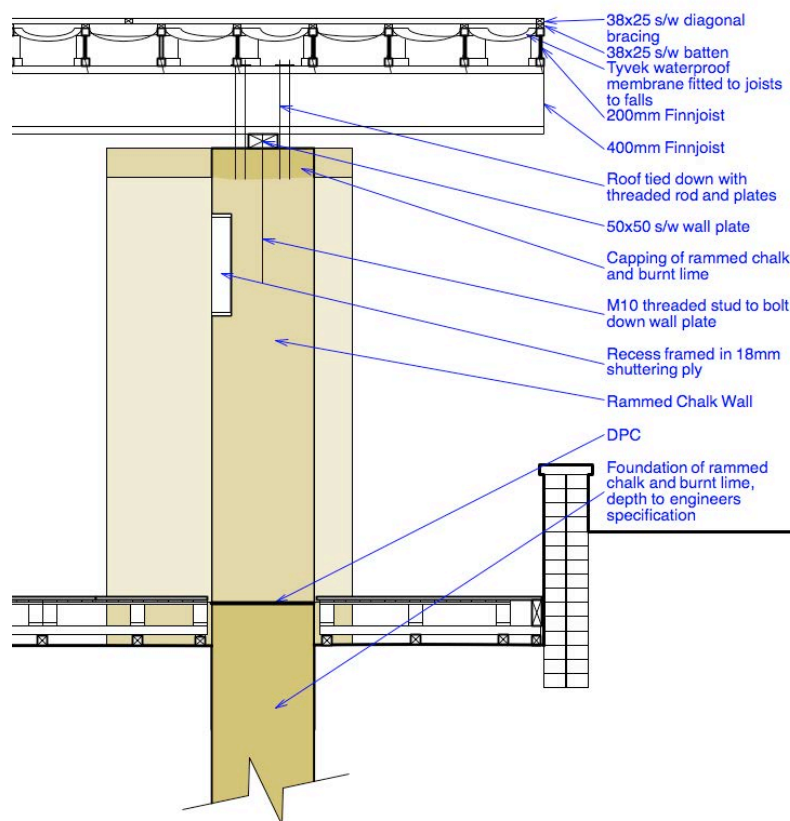 38x25 s/w diagonal
bracing
38x25 s/w batten
Tyvek waterproof
membrane fitted to joists
to falls
200mm Finnjoist
400mm Finnjoist
Roof tied down with
threaded rod and plates
50x50 s/w wall plate
Capping of rammed chalk
and burnt lime
M10 threaded stud to bolt
down wall plate
Recess framed in 18mm
shuttering ply
Rammed Chalk Wall
DPC
Foundation of rammed
chalk and burnt lime,
depth to engineers
specification